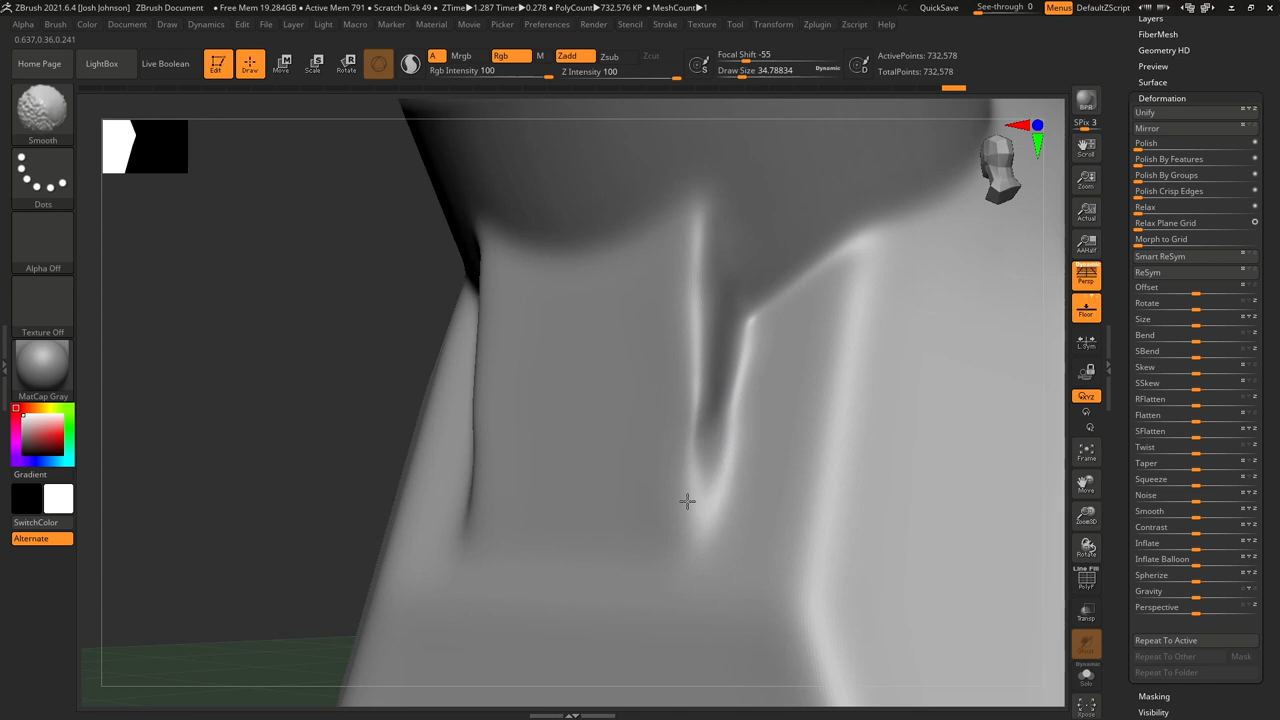 ZBrush 2021.6.4 [Josh Johnson]
ZBrush Document
• Free Mem 19.284GB • Active Mem 791 • Scratch Disk 49 • ZTime▶1.287 Timer▶0.278 • PolyCount▶732.576 KP • MeshCount▶1
AC
QuickSave
See-through 0
Menus
DefaultZScript
Alpha
Brush
Color
Document
Draw
Dynamics
Edit
File
Layer
Light
Macro
Marker
Material
Movie
Picker
Preferences
Render
Stencil
Stroke
Texture
Tool
Transform
Zplugin
Zscript
Help
0.637,0.36,0.241
Home Page
LightBox
Live Boolean
Edit
Draw
Move
Scale
Rotate
A
Mrgb
Rgb
M
Zadd
Zsub
Zcut
Rgb Intensity 100
Z Intensity 100
S
Focal Shift -55
Draw Size 34.78834
Dynamic
D
ActivePoints: 732,578
TotalPoints: 732,578
Smooth
Dots
Alpha Off
Texture Off
MatCap Gray
Gradient
SwitchColor
Alternate
BPR
SPix 3
Scroll
Zoom
Actual
AAHalf
Dynamic
Persp
Floor
L.Sym
XYZ
Frame
Move
Zoom3D
Rotate
Line Fill
PolyF
Transp
Ghost
Dynamic
Solo
Xpose
Layers
FiberMesh
Geometry HD
Preview
Surface
Deformation
Unify
Mirror
Polish
Polish By Features
Polish By Groups
Polish Crisp Edges
Relax
Relax Plane Grid
Morph to Grid
Smart ReSym
ReSym
Offset
Rotate
Size
Bend
SBend
Skew
SSkew
RFlatten
Flatten
SFlatten
Twist
Taper
Squeeze
Noise
Smooth
Contrast
Inflate
Inflate Balloon
Spherize
Gravity
Perspective
Repeat To Active
Repeat To Other
Mask
Repeat To Folder
Masking
Visibility